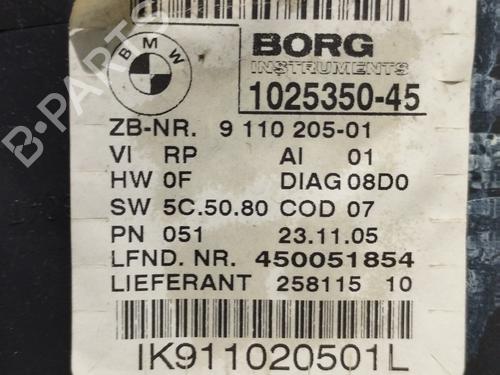 BMW
BORG
INSTRUMENTS
1025350-45
ZB-NR. 9 110 205-01
VI RP AI 01
HW 0F DIAG 08D0
SW 5C.50.80 COD 07
PN 051 23.11.05
LFND. NR. 450051854
LIEFERANT 258115 10
IK911020501L
B-PARTS